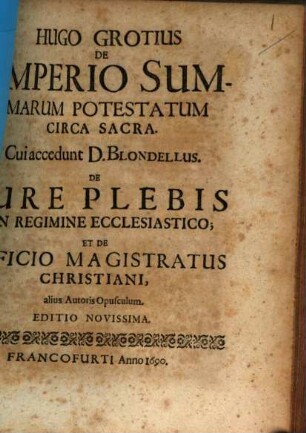 1
HUGO GROTIUS
DE
MPERIO SUM-
MARUM POTESTATUM
CIRCA SACRA.
Cui accedunt D. BLONDELLUS.
DE
URE PLEBIS
N REGIMINE ECCLESIASTICO;
ET DE
FICIO MAGISTRATUS
CHRISTIANI,
alius Autoris Opusculum.
EDITIO NOVISSIMA.
FRANCOFURTI Anno 1690.